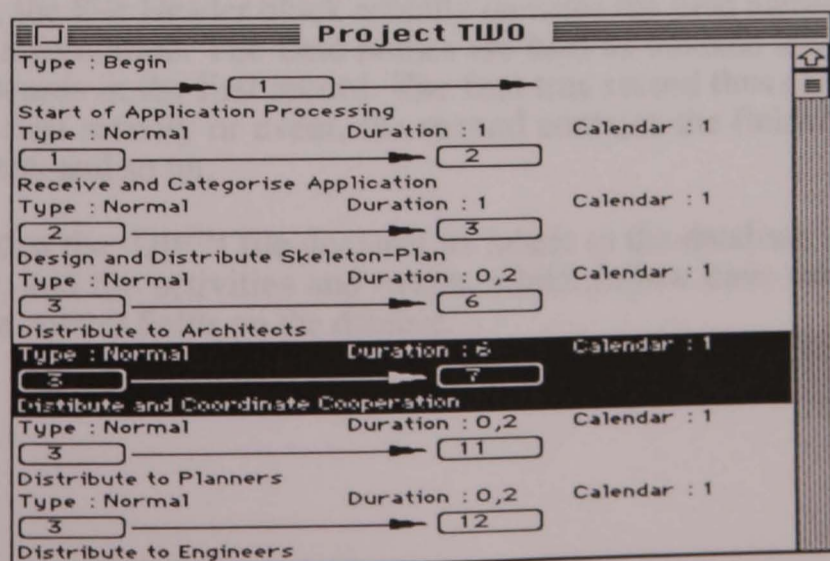 Project TWO
Type : Begin
1
Start of Application Processing
Type : Normal Duration : 1 Calendar : 1
1 2
Receive and Categorise Application
Type : Normal Duration : 1 Calendar : 1
2 3
Design and Distribute Skeleton-Plan
Type : Normal Duration : 0,2 Calendar : 1
3 6
Distribute to Architects
Type : Normal Duration : 6 Calendar : 1
3 7
Distibute and Coordinate Cooperation
Type : Normal Duration : 0,2 Calendar : 1
3 11
Distribute to Planners
Type : Normal Duration : 0,2 Calendar : 1
3 12
Distribute to Engineers